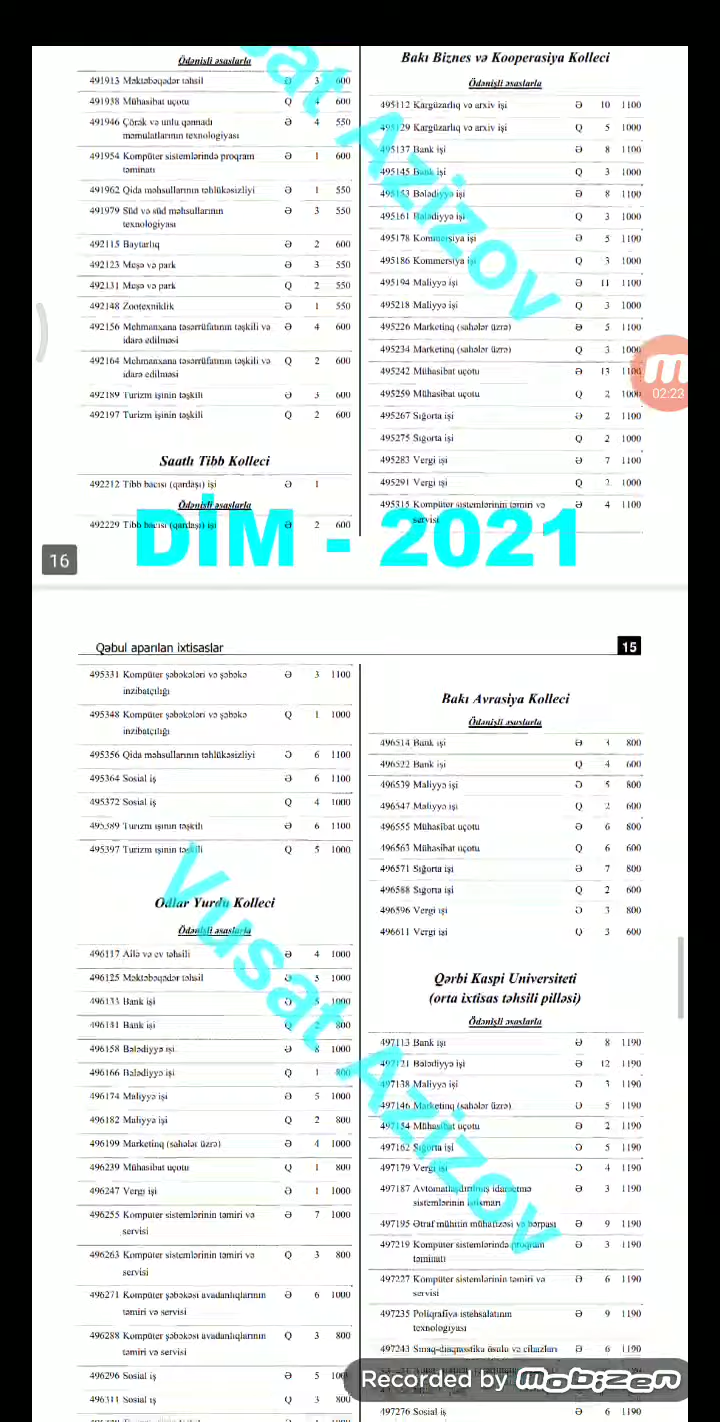 Ödənişli əsaslarla
491913 Məktəbəqədər təhsil Ə 3 600
491938 Mühasibat uçotu Q 4 600
491946 Çörək və unlu qənnadı Ə 4 550
məmulatlarının texnologiyası
491954 Kompüter sistemlərində proqram Ə 1 600
təminatı
491962 Qida məhsullarının təhlükəsizliyi Ə 1 550
491979 Süd və süd məhsullarının Ə 3 550
texnologiyası
492115 Baytarlıq Ə 2 600
492123 Meşə və park Ə 3 550
492131 Meşə və park Q 2 550
492148 Zootexniklik Ə 1 550
492156 Mehmanxana təsərrüfatının təşkili və Ə 4 600
idarə edilməsi
492164 Mehmanxana təsərrüfatının təşkili və Q 2 600
idarə edilməsi
492189 Turizm işinin təşkili Ə 3 600
492197 Turizm işinin təşkili Q 2 600
Saatlı Tibb Kolleci
492212 Tibb bacısı (qardaşı) işi Ə 1
Ödənişli əsaslarla
492229 Tibb bacısı (qardaşı) işi Ə 2 600
Bakı Biznes və Kooperasiya Kolleci
Ödənişli əsaslarla
495112 Kargüzarlıq və arxiv işi Ə 10 1100
495129 Kargüzarlıq və arxiv işi Q 5 1000
495137 Bank işi Ə 8 1100
495145 Bank işi Q 3 1000
495153 Bələdiyyə işi Ə 8 1100
495161 Bələdiyyə işi Q 3 1000
495178 Kommersiya işi Ə 5 1100
495186 Kommersiya işi Q 3 1000
495194 Maliyyə işi Ə 11 1100
495218 Maliyyə işi Q 3 1000
495226 Marketinq (sahələr üzrə) Ə 5 1100
495234 Marketinq (sahələr üzrə) Q 3 1000
495242 Mühasibat uçotu Ə 13 1100
495259 Mühasibat uçotu Q 2 1000
495267 Sığorta işi Ə 2 1100
495275 Sığorta işi Q 2 1000
495283 Vergi işi Ə 7 1100
495291 Vergi işi Q 2 1000
495315 Kompüter sistemlərinin təmiri və Ə 4 1100
servisi
02:23
DİM - 2021
16
Vusat Azizov
Qəbul aparılan ixtisaslar
15
495331 Kompüter şəbəkələri və şəbəkə Ə 3 1100
inzibatçılığı
495348 Kompüter şəbəkələri və şəbəkə Q 1 1000
inzibatçılığı
495356 Qida məhsullarının təhlükəsizliyi Ə 6 1100
495364 Sosial iş Ə 6 1100
495372 Sosial iş Q 4 1000
495389 Turizm işinin təşkili Ə 6 1100
495397 Turizm işinin təşkili Q 5 1000
Odlar Yurdu Kolleci
Ödənişli əsaslarla
496117 Ailə və ev təhsili Ə 4 1000
496125 Məktəbəqədər təhsil Ə 5 1000
496133 Bank işi Ə 5 1000
496141 Bank işi Q 2 800
496158 Bələdiyyə işi Ə 8 1000
496166 Bələdiyyə işi Q 1 800
496174 Maliyyə işi Ə 5 1000
496182 Maliyyə işi Q 2 800
496199 Marketinq (sahələr üzrə) Ə 4 1000
496239 Mühasibat uçotu Q 1 800
496247 Vergi işi Ə 1 1000
496255 Kompüter sistemlərinin təmiri və Ə 7 1000
servisi
496263 Kompüter sistemlərinin təmiri və Q 3 800
servisi
496271 Kompüter şəbəkəsi avadanlıqlarının Ə 6 1000
təmiri və servisi
496288 Kompüter şəbəkəsi avadanlıqlarının Q 3 800
təmiri və servisi
496296 Sosial iş Ə 5
496311 Sosial iş Q 3 800
Bakı Avrasiya Kolleci
Ödənişli əsaslarla
496514 Bank işi Ə 3 800
496522 Bank işi Q 4 600
496539 Maliyyə işi Ə 5 800
496547 Maliyyə işi Q 2 600
496555 Mühasibat uçotu Ə 6 800
496563 Mühasibat uçotu Q 6 600
496571 Sığorta işi Ə 7 800
496588 Sığorta işi Q 2 600
496596 Vergi işi Ə 3 800
496611 Vergi işi Q 3 600
Qərbi Kaspi Universiteti
(orta ixtisas təhsili pilləsi)
Ödənişli əsaslarla
497113 Bank işi Ə 8 1190
497121 Bələdiyyə işi Ə 12 1190
497138 Maliyyə işi Ə 3 1190
497146 Marketinq (sahələr üzrə) Ə 5 1190
497154 Mühasibat uçotu Ə 2 1190
497162 Sığorta işi Ə 5 1190
497179 Vergi işi Ə 4 1190
497187 Avtomatlaşdırılmış idarəetmə Ə 3 1190
sistemlərinin istismarı
497195 Ətraf mühitin mühafizəsi və bərpası Ə 9 1190
497219 Kompüter sistemlərində proqram Ə 3 1190
təminatı
497227 Kompüter sistemlərinin təmiri və Ə 6 1190
servisi
497235 Poliqrafiya istehsalatının Ə 9 1190
texnologiyası
497243 Sınaq-diaqnostika üsulu və cihazları Ə 6 1190
497276 Sosial iş Ə 6 1190
Vusat Azizov
Recorded by mobizen